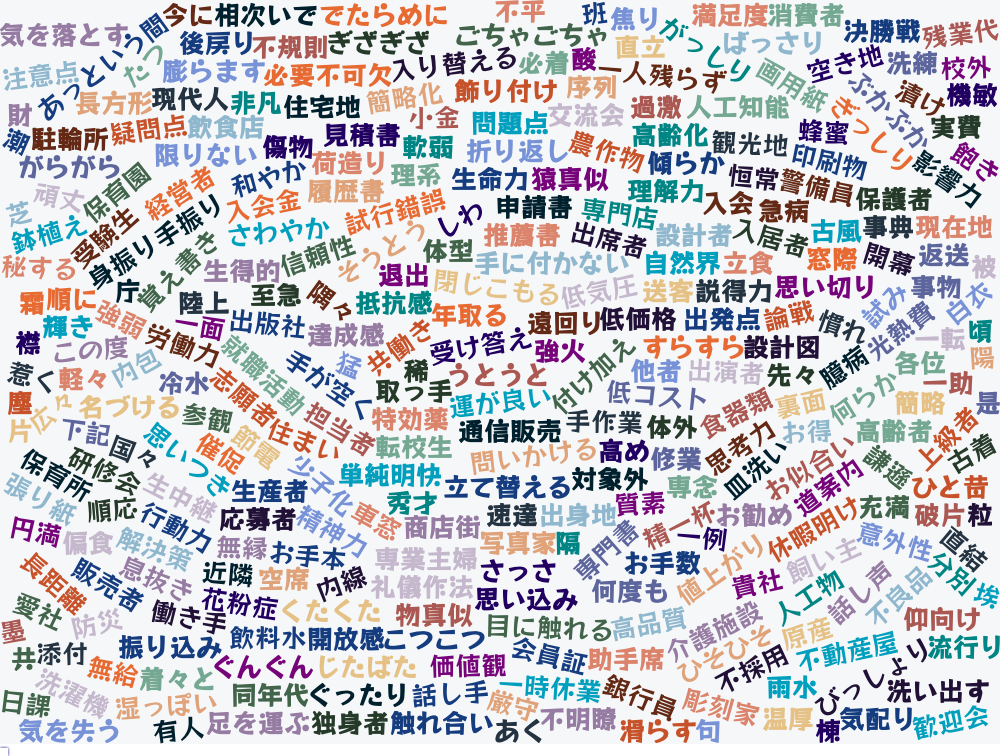 気を落とす
あっという間
今に
相次いで
でたらめに
不平
班
焦り
満足度
消費者
決勝戦
残業代
注意点
たつ
後戻り
不規則
ぎざぎざ
ごちゃごちゃ
直立
がっしり
ばっさり
空き地
洗練
校外
財
膨らます
必要不可欠
入り替える
必着
酸
一人残らず
画用紙
ぶかぶか
漬け
機敏
長方形
現代人
非凡
住宅地
簡略化
飾り付け
序列
過激
人工知能
ぎっしり
実費
潮
駐輪所
疑問点
飲食店
傷物
見積書
小金
問題点
交流会
高齢化
観光地
蜂蜜
影響力
飽き
がらがら
限りない
荷造り
軟弱
折り返し
農作物
傾らか
印刷物
頑丈
保育園
経営者
和やか
履歴書
理系
生命力
猿真似
理解力
恒常
警備員
保護者
芝
鉢植え
受験生
手振り
入会金
試行錯誤
しわ
申請書
専門店
入会
急病
身振り
覚え書き
さわやか
信頼性
そうとう
体型
推薦書
出席者
設計者
入居者
古風
事典
現在地
秘する
生得的
退出
手に付かない
自然界
立食
窓際
開幕
返送
被
庁
陸上
至急
隅々
抵抗感
閉じこもる
低気圧
送客
説得力
思い切り
試み
事物
日木
霜
順に
輝き
強弱
一面
出版社
達成感
共働き
年取る
遠回り
低価格
出発点
論戦
慣れ
光熱費
一転
頃
襟
この度
労働力
就職活動
猛
受け答え
強火
付け加え
すらすら
設計図
臆病
陽
惹く
軽々
内包
冷水
志願者
手が空く
稀
取っ手
うとうと
他者
出演者
先々
各位
一助
塵
片
広々
名づける
参観
担当者
特効薬
運が良い
低コスト
食器類
裏面
何らか
簡略
是
下記
国々
思いつき
催促
節電
住まい
転校生
通信販売
手作業
体外
思考力
お得
高齢者
上級者
古着
保育所
研修会
少子化
単純明快
問いかける
高め
修業
皿洗い
お似合い
謙遜
張り紙
順応
生中継
生産者
秀才
立て替える
対象外
質素
専念
道案内
ひと昔
円満
偏食
行動力
応募者
精神力
車窓
商店街
速達
出身地
専門書
精一杯
お勧め
休暇明け
充満
破片
粒
解決策
無縁
お手本
専業主婦
写真家
隣
一例
意外性
直結
長距離
販売者
息抜き
近隣
空席
内線
礼儀作法
さっさ
お手数
値上がり
飼い主
分別
埃
愛社
防災
働き手
花粉症
くたくた
物真似
思い込み
何度も
貴社
人工物
話し声
不良品
墨
振り込み
飲料水
開放感
こつこつ
目に触れる
高品質
介護施設
原産
仰向け
丼
添付
無給
着々と
ぐんぐん
じたばた
価値観
会員証
助手席
ひそひそ
不採用
不動産屋
びっしょり
流行り
日課
洗濯機
湿っぽい
同年代
ぐったり
話し手
一時休業
厳守
銀行員
彫刻家
雨水
洗い出す
気を失う
有人
足を運ぶ
独身者
触れ合い
あく
不明瞭
滑らす
句
温厚
棟
気配り
歓迎会